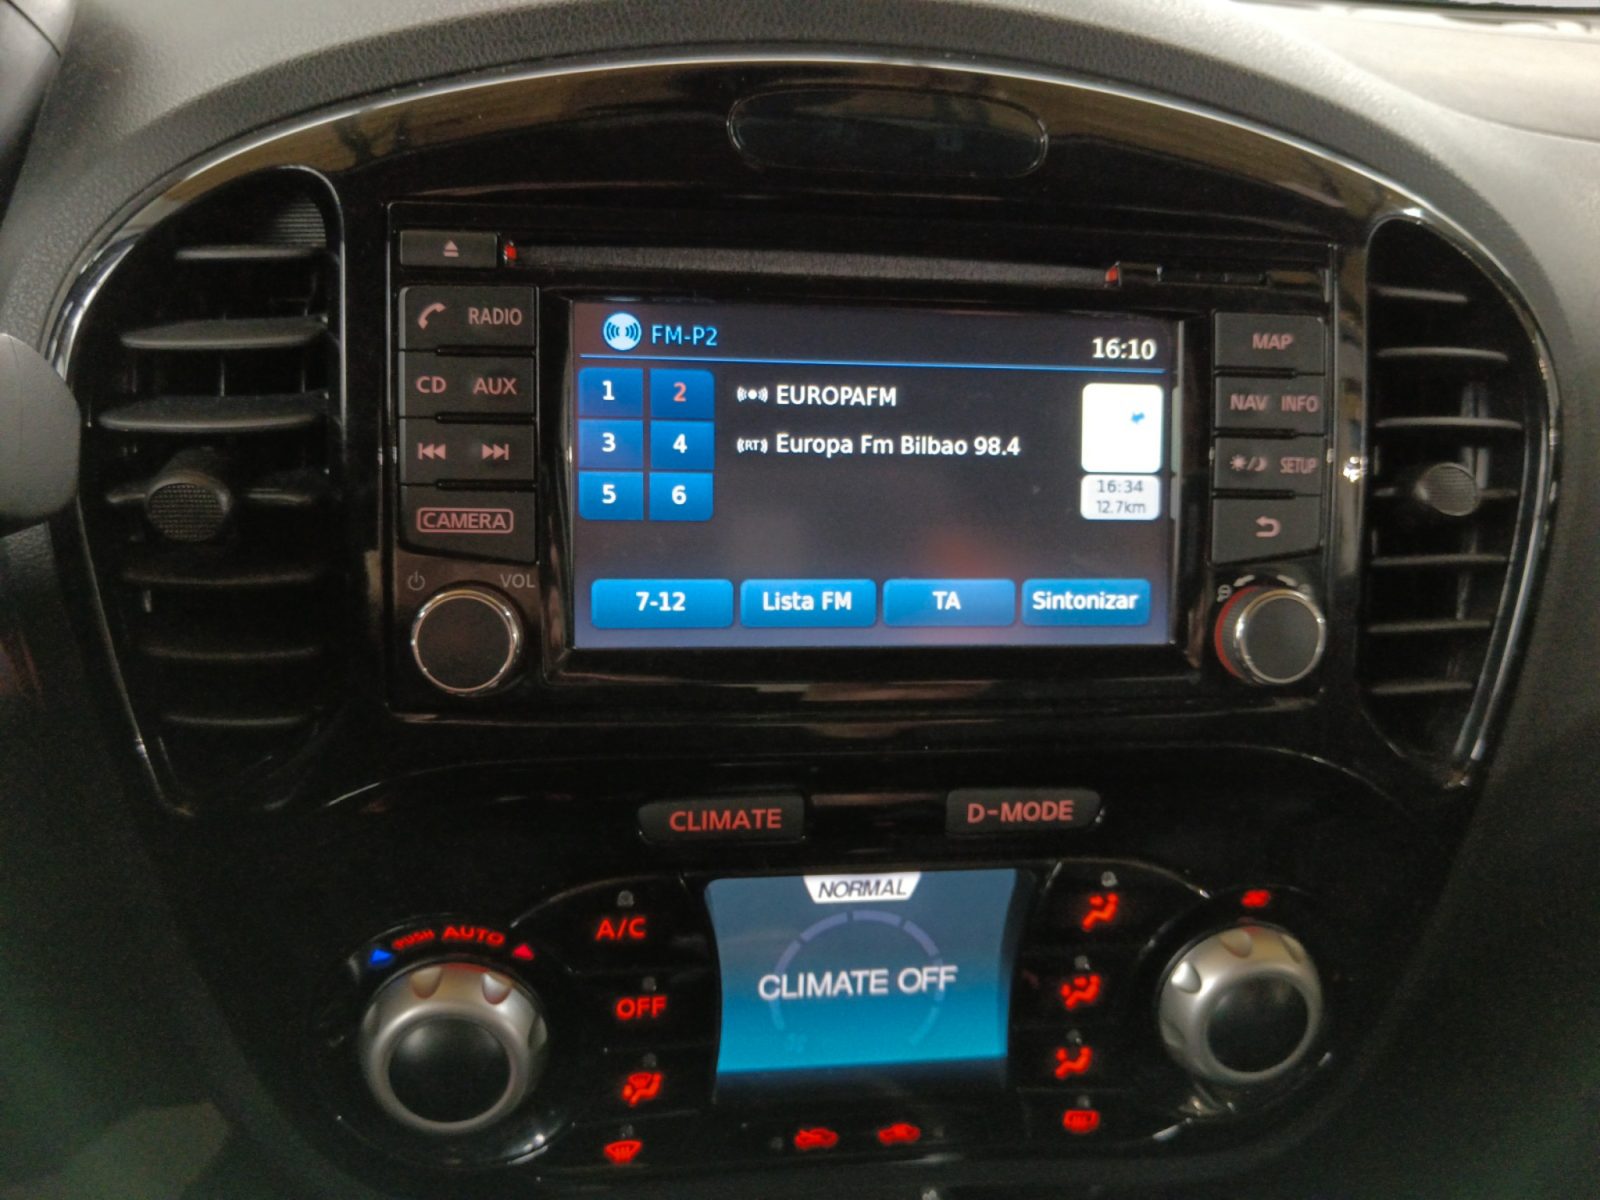 RADIO
CD AUX
CAMERA
VOL
FM-P2
16:10
1 2
3 4
5 6
EUROPAFM
RT Europa Fm Bilbao 98.4
16:34
12.7km
7-12 Lista FM TA Sintonizar
MAP
NAV INFO
SETUP
CLIMATE D-MODE
PUSH AUTO
A/C
OFF
NORMAL
CLIMATE OFF